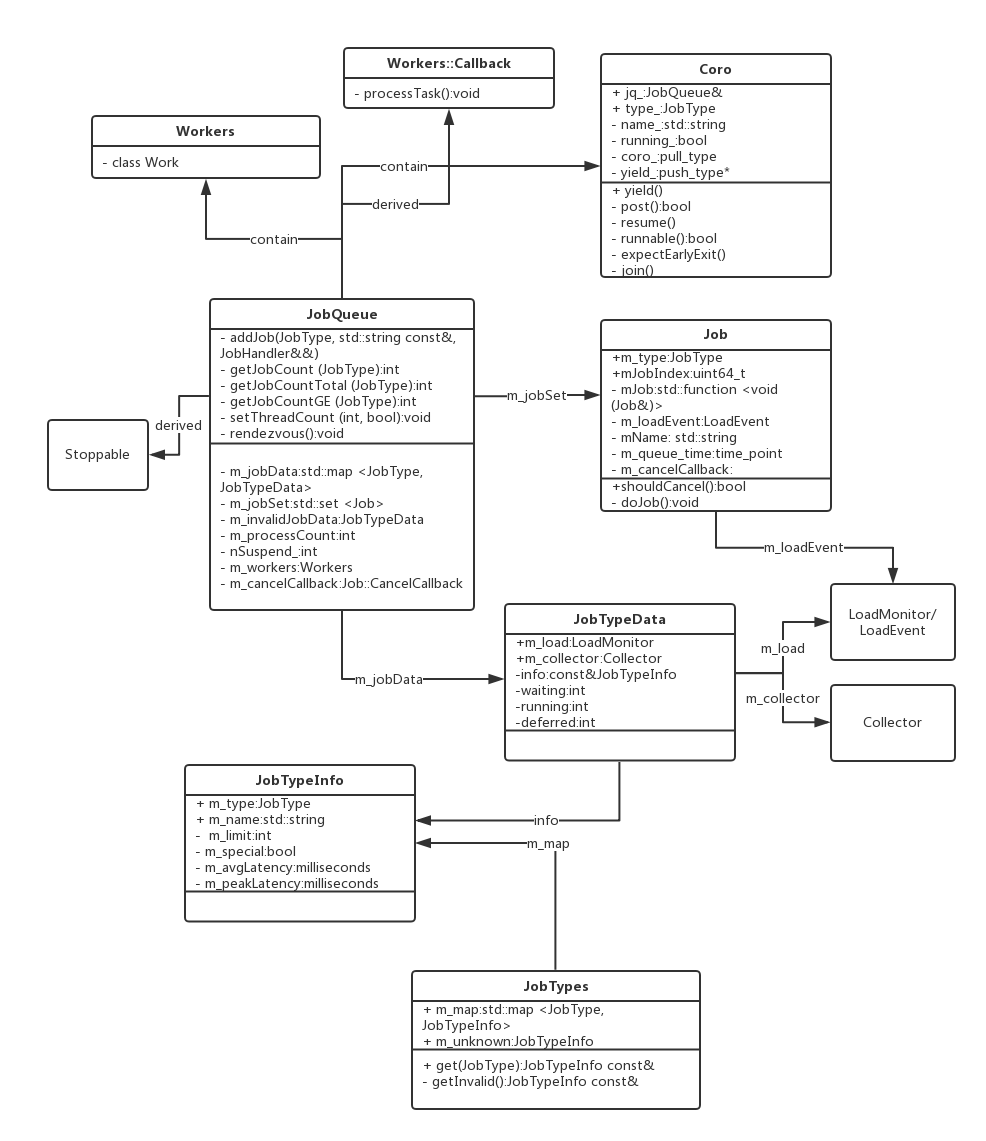 Workers::Callback
- processTask():void
Coro
+ jq_:JobQueue&
+ type_:JobType
- name_:std::string
- running_:bool
- coro_:pull_type
- yield_:push_type*
+ yield()
- post():bool
- resume()
- runnable():bool
- expectEarlyExit()
- join()
Workers
- class Work
contain
derived
contain
JobQueue
- addJob(JobType, std::string const&,
JobHandler&&)
- getJobCount (JobType):int
- getJobCountTotal (JobType):int
- getJobCountGE (JobType):int
- setThreadCount (int, bool):void
- rendezvous():void
- m_jobData:std::map <JobType,
JobTypeData>
- m_jobSet:std::set <Job>
- m_invalidJobData:JobTypeData
- m_processCount:int
- nSuspend_:int
- m_workers:Workers
- m_cancelCallback:Job::CancelCallback
derived
Stoppable
m_jobSet
Job
+m_type:JobType
+mJobIndex:uint64_t
- mJob:std::function <void
(Job&)>
- m_loadEvent:LoadEvent
- mName: std::string
- m_queue_time:time_point
- m_cancelCallback:
+shouldCancel():bool
- doJob():void
m_loadEvent
LoadMonitor/
LoadEvent
m_jobData
JobTypeData
+m_load:LoadMonitor
+m_collector:Collector
-info:const&JobTypeInfo
-waiting:int
-running:int
-deferred:int
m_load
m_collector
Collector
JobTypeInfo
+ m_type:JobType
+ m_name:std::string
-  m_limit:int
- m_special:bool
- m_avgLatency:milliseconds
- m_peakLatency:milliseconds
info
m_map
JobTypes
+ m_map:std::map <JobType,
JobTypeInfo>
+ m_unknown:JobTypeInfo
+ get(JobType):JobTypeInfo const&
- getInvalid():JobTypeInfo const&